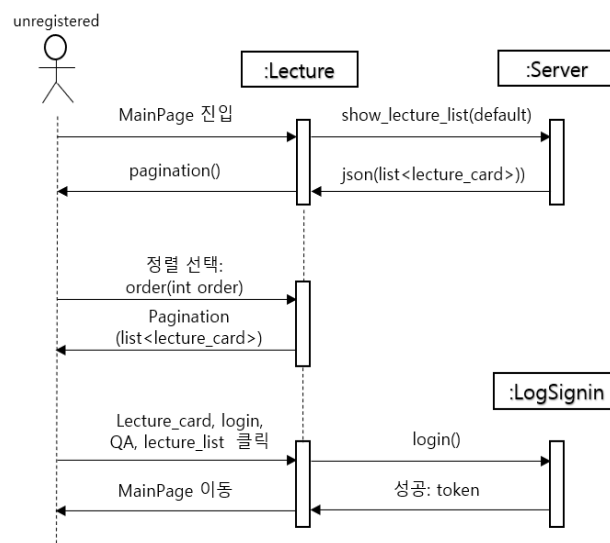 unregistered
:Lecture
:Server
MainPage 진입
show_lecture_list(default)
pagination()
json(list<lecture_card>))
정렬 선택:
order(int order)
Pagination
(list<lecture_card>)
:LogSignin
Lecture_card, login,
QA, lecture_list 클릭
login()
MainPage 이동
성공: token